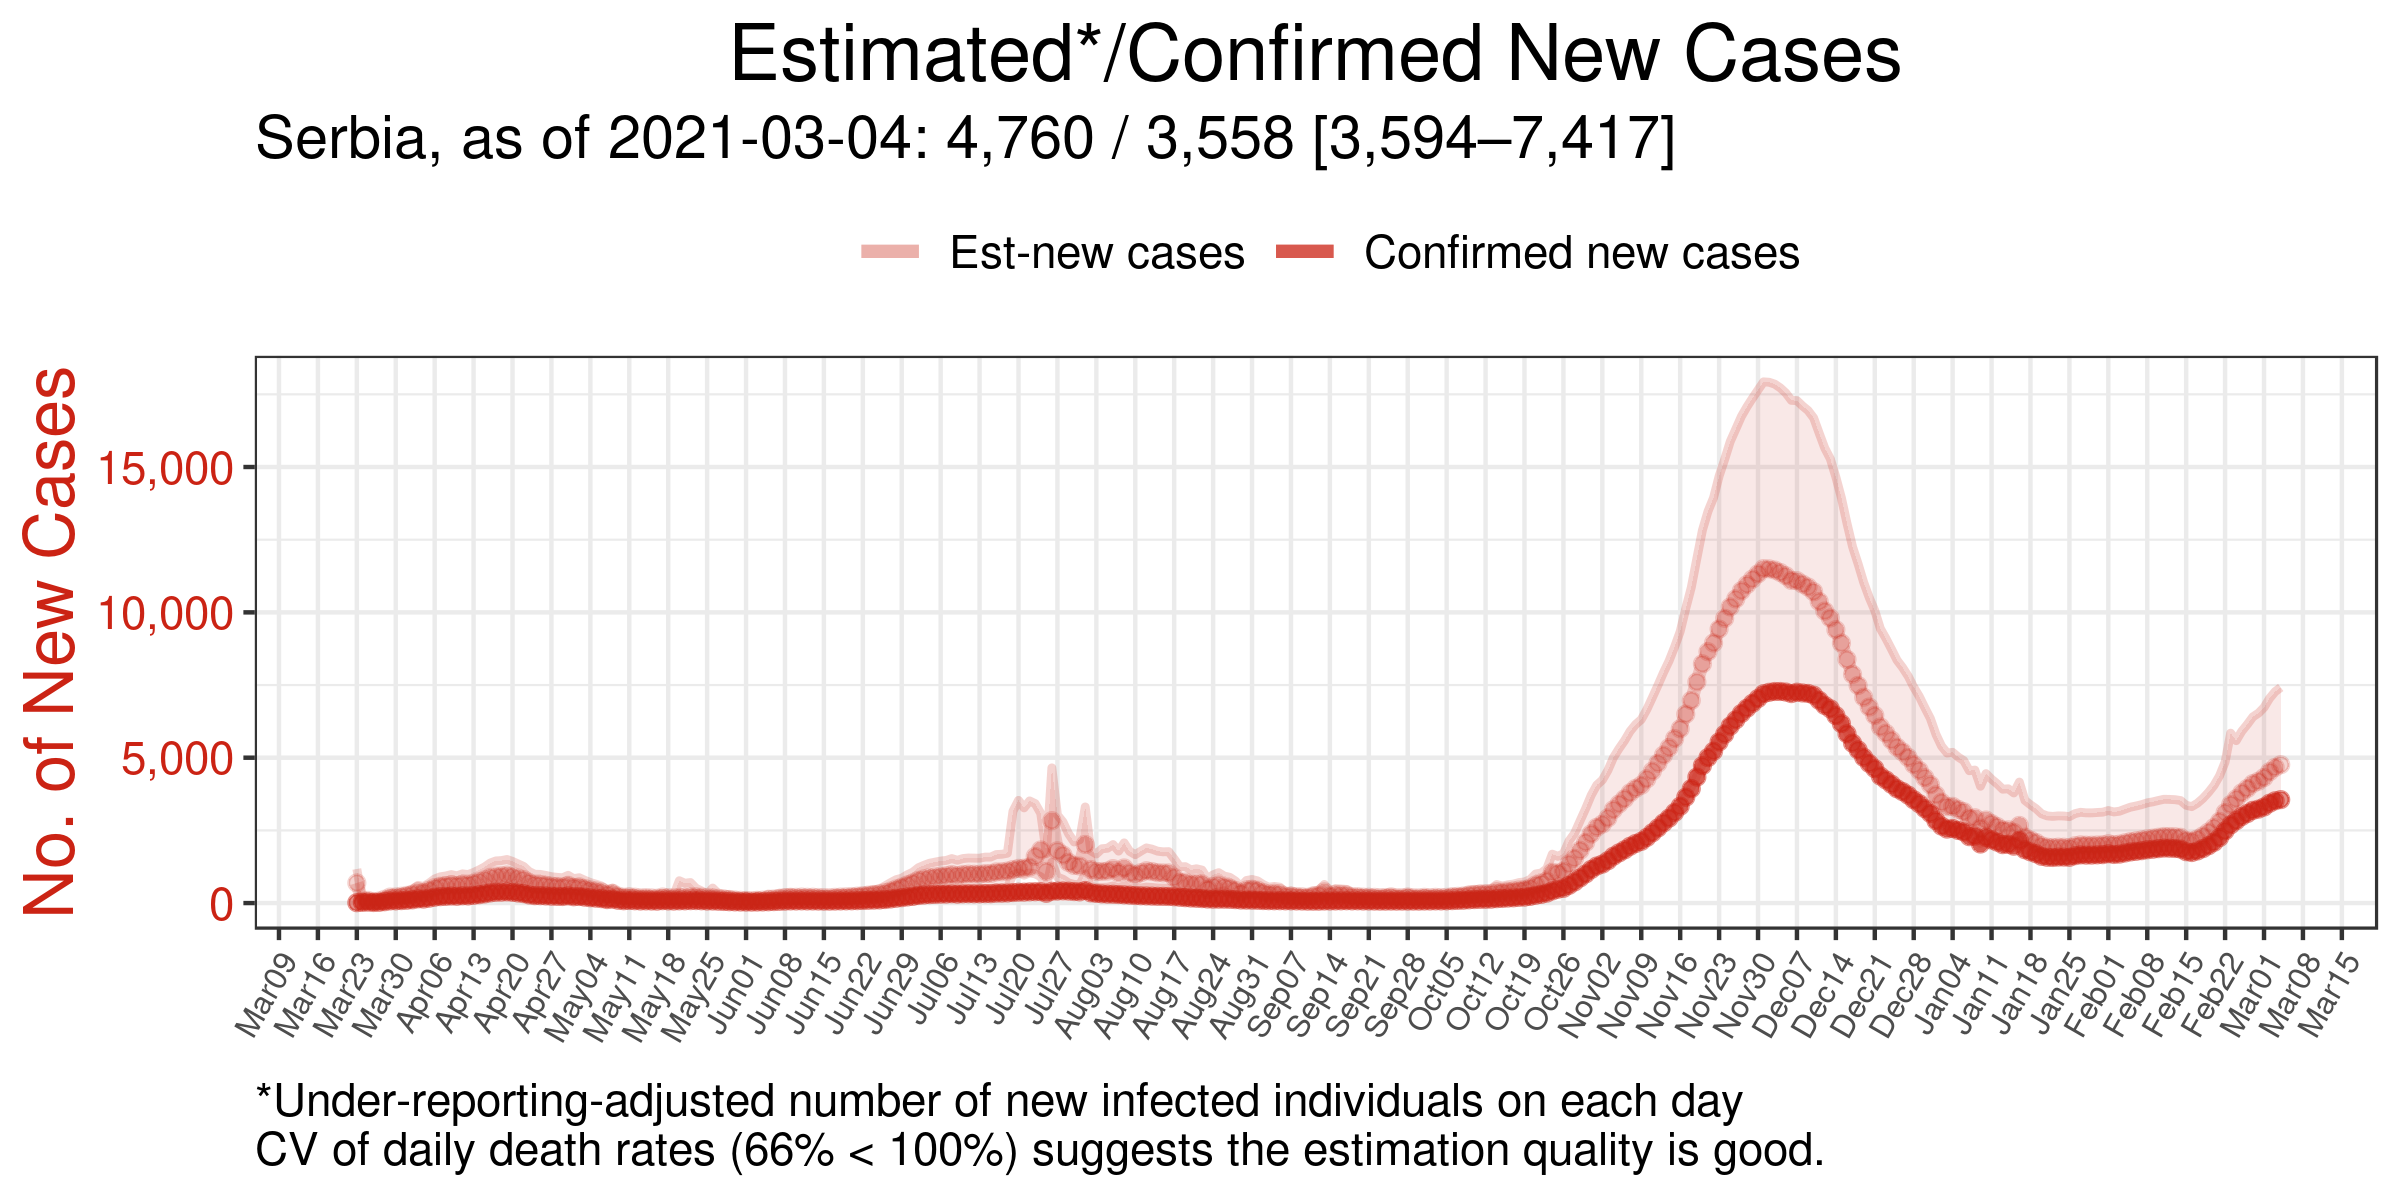 Estimated*/Confirmed New Cases
Serbia, as of 2021-03-04: 4,760 / 3,558 [3,594–7,417]
Est-new cases Confirmed new cases
No. of New Cases
15,000
10,000
5,000
0
Mar09 Mar16 Mar23 Mar30 Apr06 Apr13 Apr20 Apr27 May04 May11 May18 May25 Jun01 Jun08 Jun15 Jun22 Jun29 Jul06 Jul13 Jul20 Jul27 Aug03 Aug10 Aug17 Aug24 Aug31 Sep07 Sep14 Sep21 Sep28 Oct05 Oct12 Oct19 Oct26 Nov02 Nov09 Nov16 Nov23 Nov30 Dec07 Dec14 Dec21 Dec28 Jan04 Jan11 Jan18 Jan25 Feb01 Feb08 Feb15 Feb22 Mar01 Mar08 Mar15
*Under-reporting-adjusted number of new infected individuals on each day
CV of daily death rates (66% < 100%) suggests the estimation quality is good.